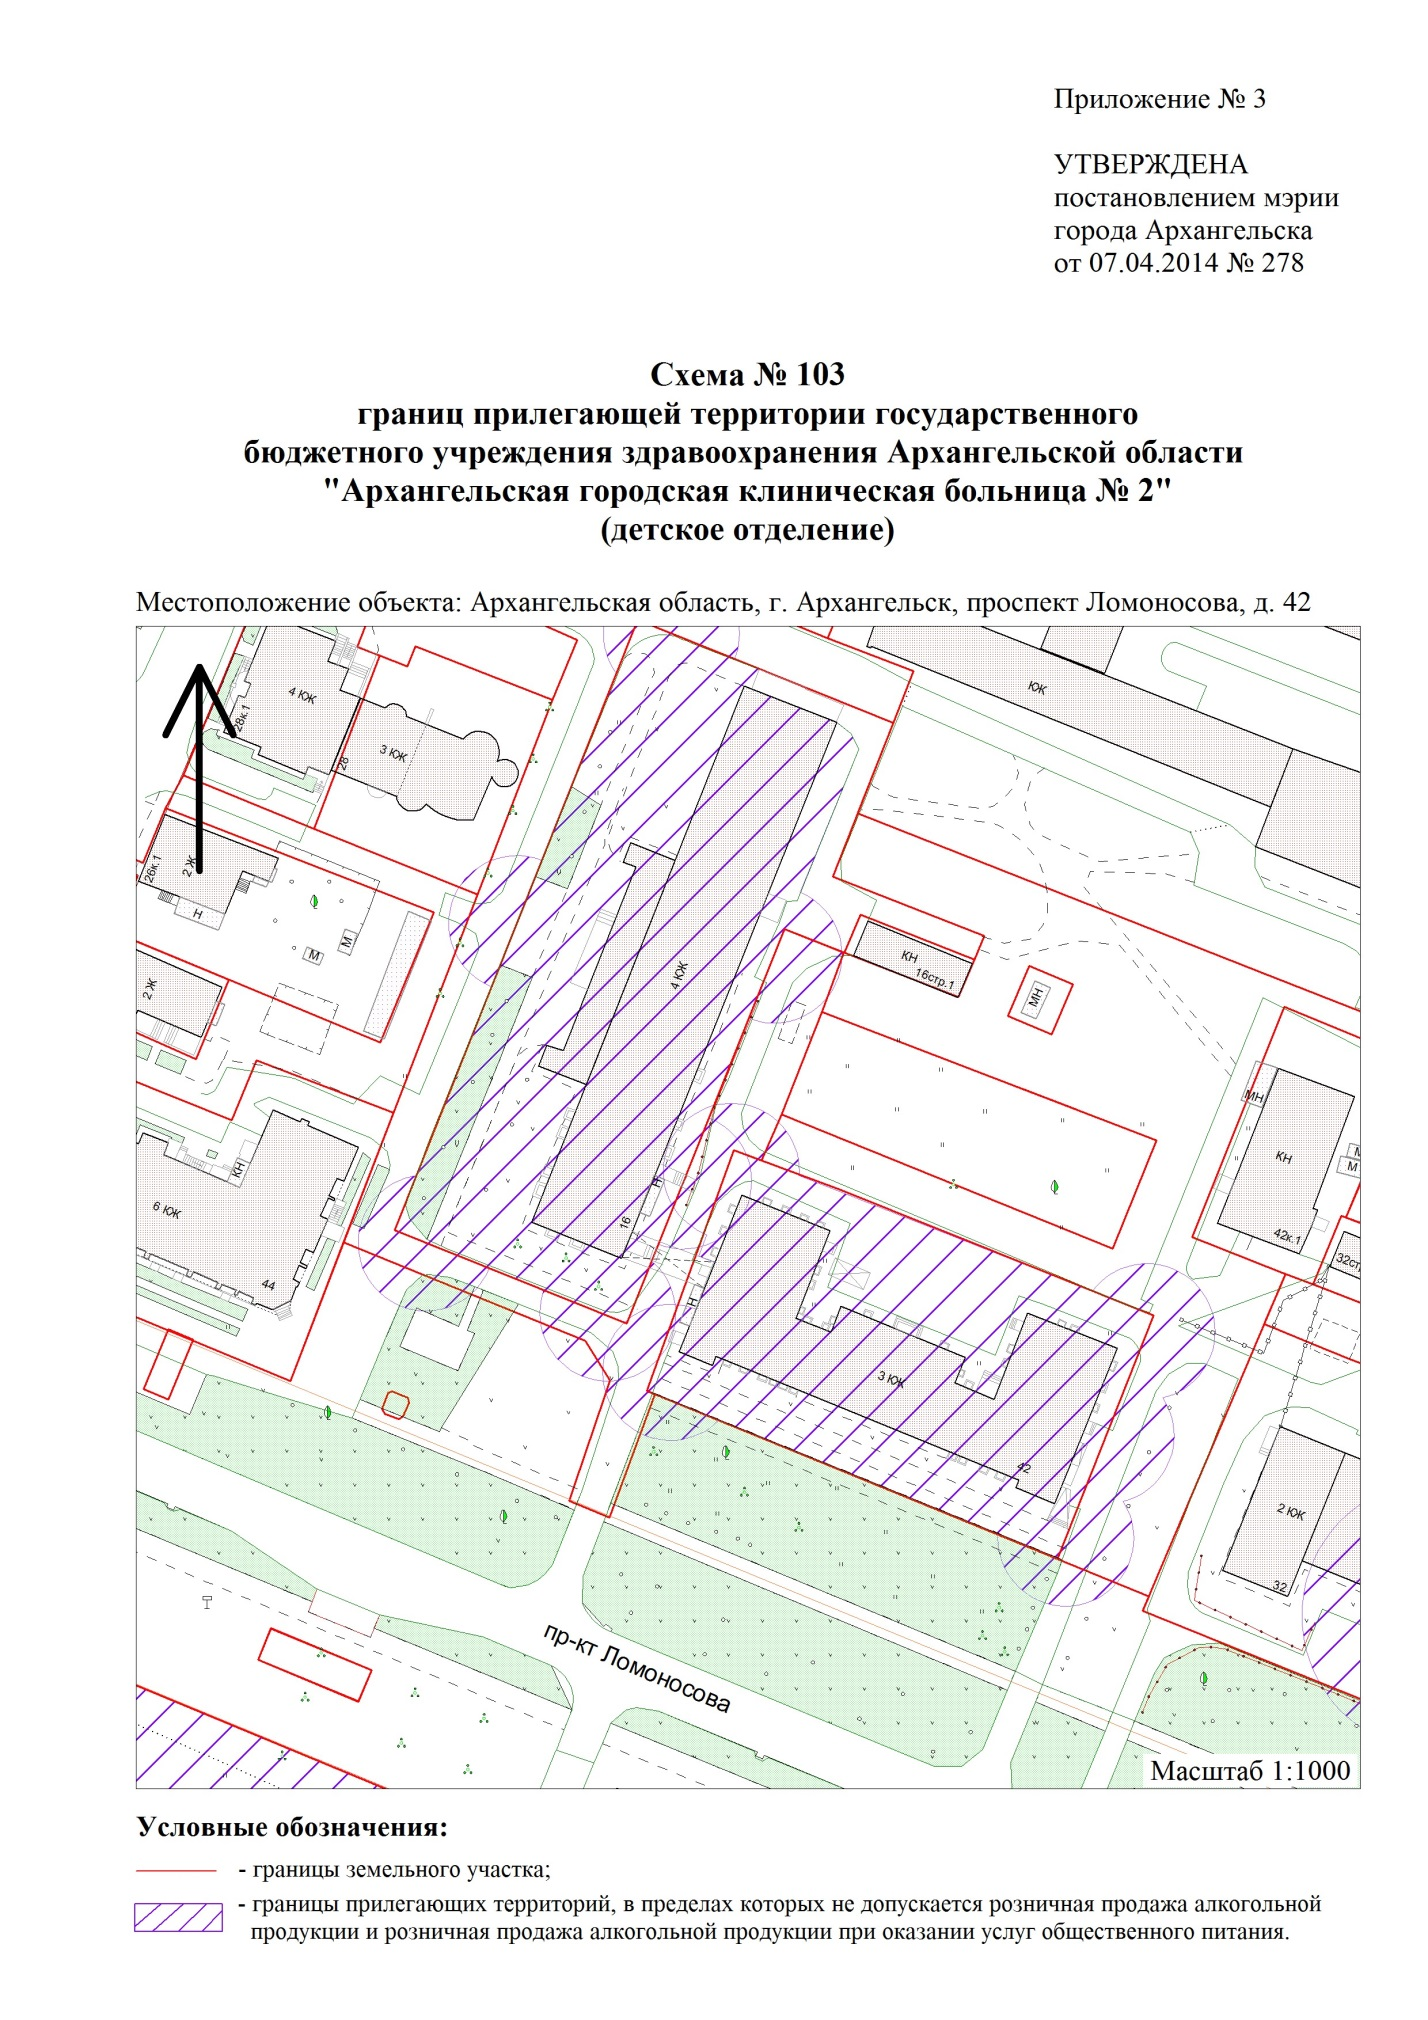 Приложение № 3
УТВЕРЖДЕНА
постановлением мэрии
города Архангельска
от 07.04.2014 № 278
Схема № 103
границ прилегающей территории государственного
бюджетного учреждения здравоохранения Архангельской области
"Архангельская городская клиническая больница № 2"
(детское отделение)
Местоположение объекта: Архангельская область, г. Архангельск, проспект Ломоносова, д. 42
4 КЖ
28к.1
КЖ
3 КЖ
28
2 Ж
26к.1
Н
М
М
4 КЖ
КН
16стр.1
МН
2 Ж
МН
КН
М
М
КН
6 КЖ
44
Н
16
42к.1
32ст
Н
3 КЖ
42
2 КЖ
32
пр-кт Ломоносова
Масштаб 1:1000
Условные обозначения:
- границы земельного участка;
- границы прилегающих территорий, в пределах которых не допускается розничная продажа алкогольной
продукции и розничная продажа алкогольной продукции при оказании услуг общественного питания.